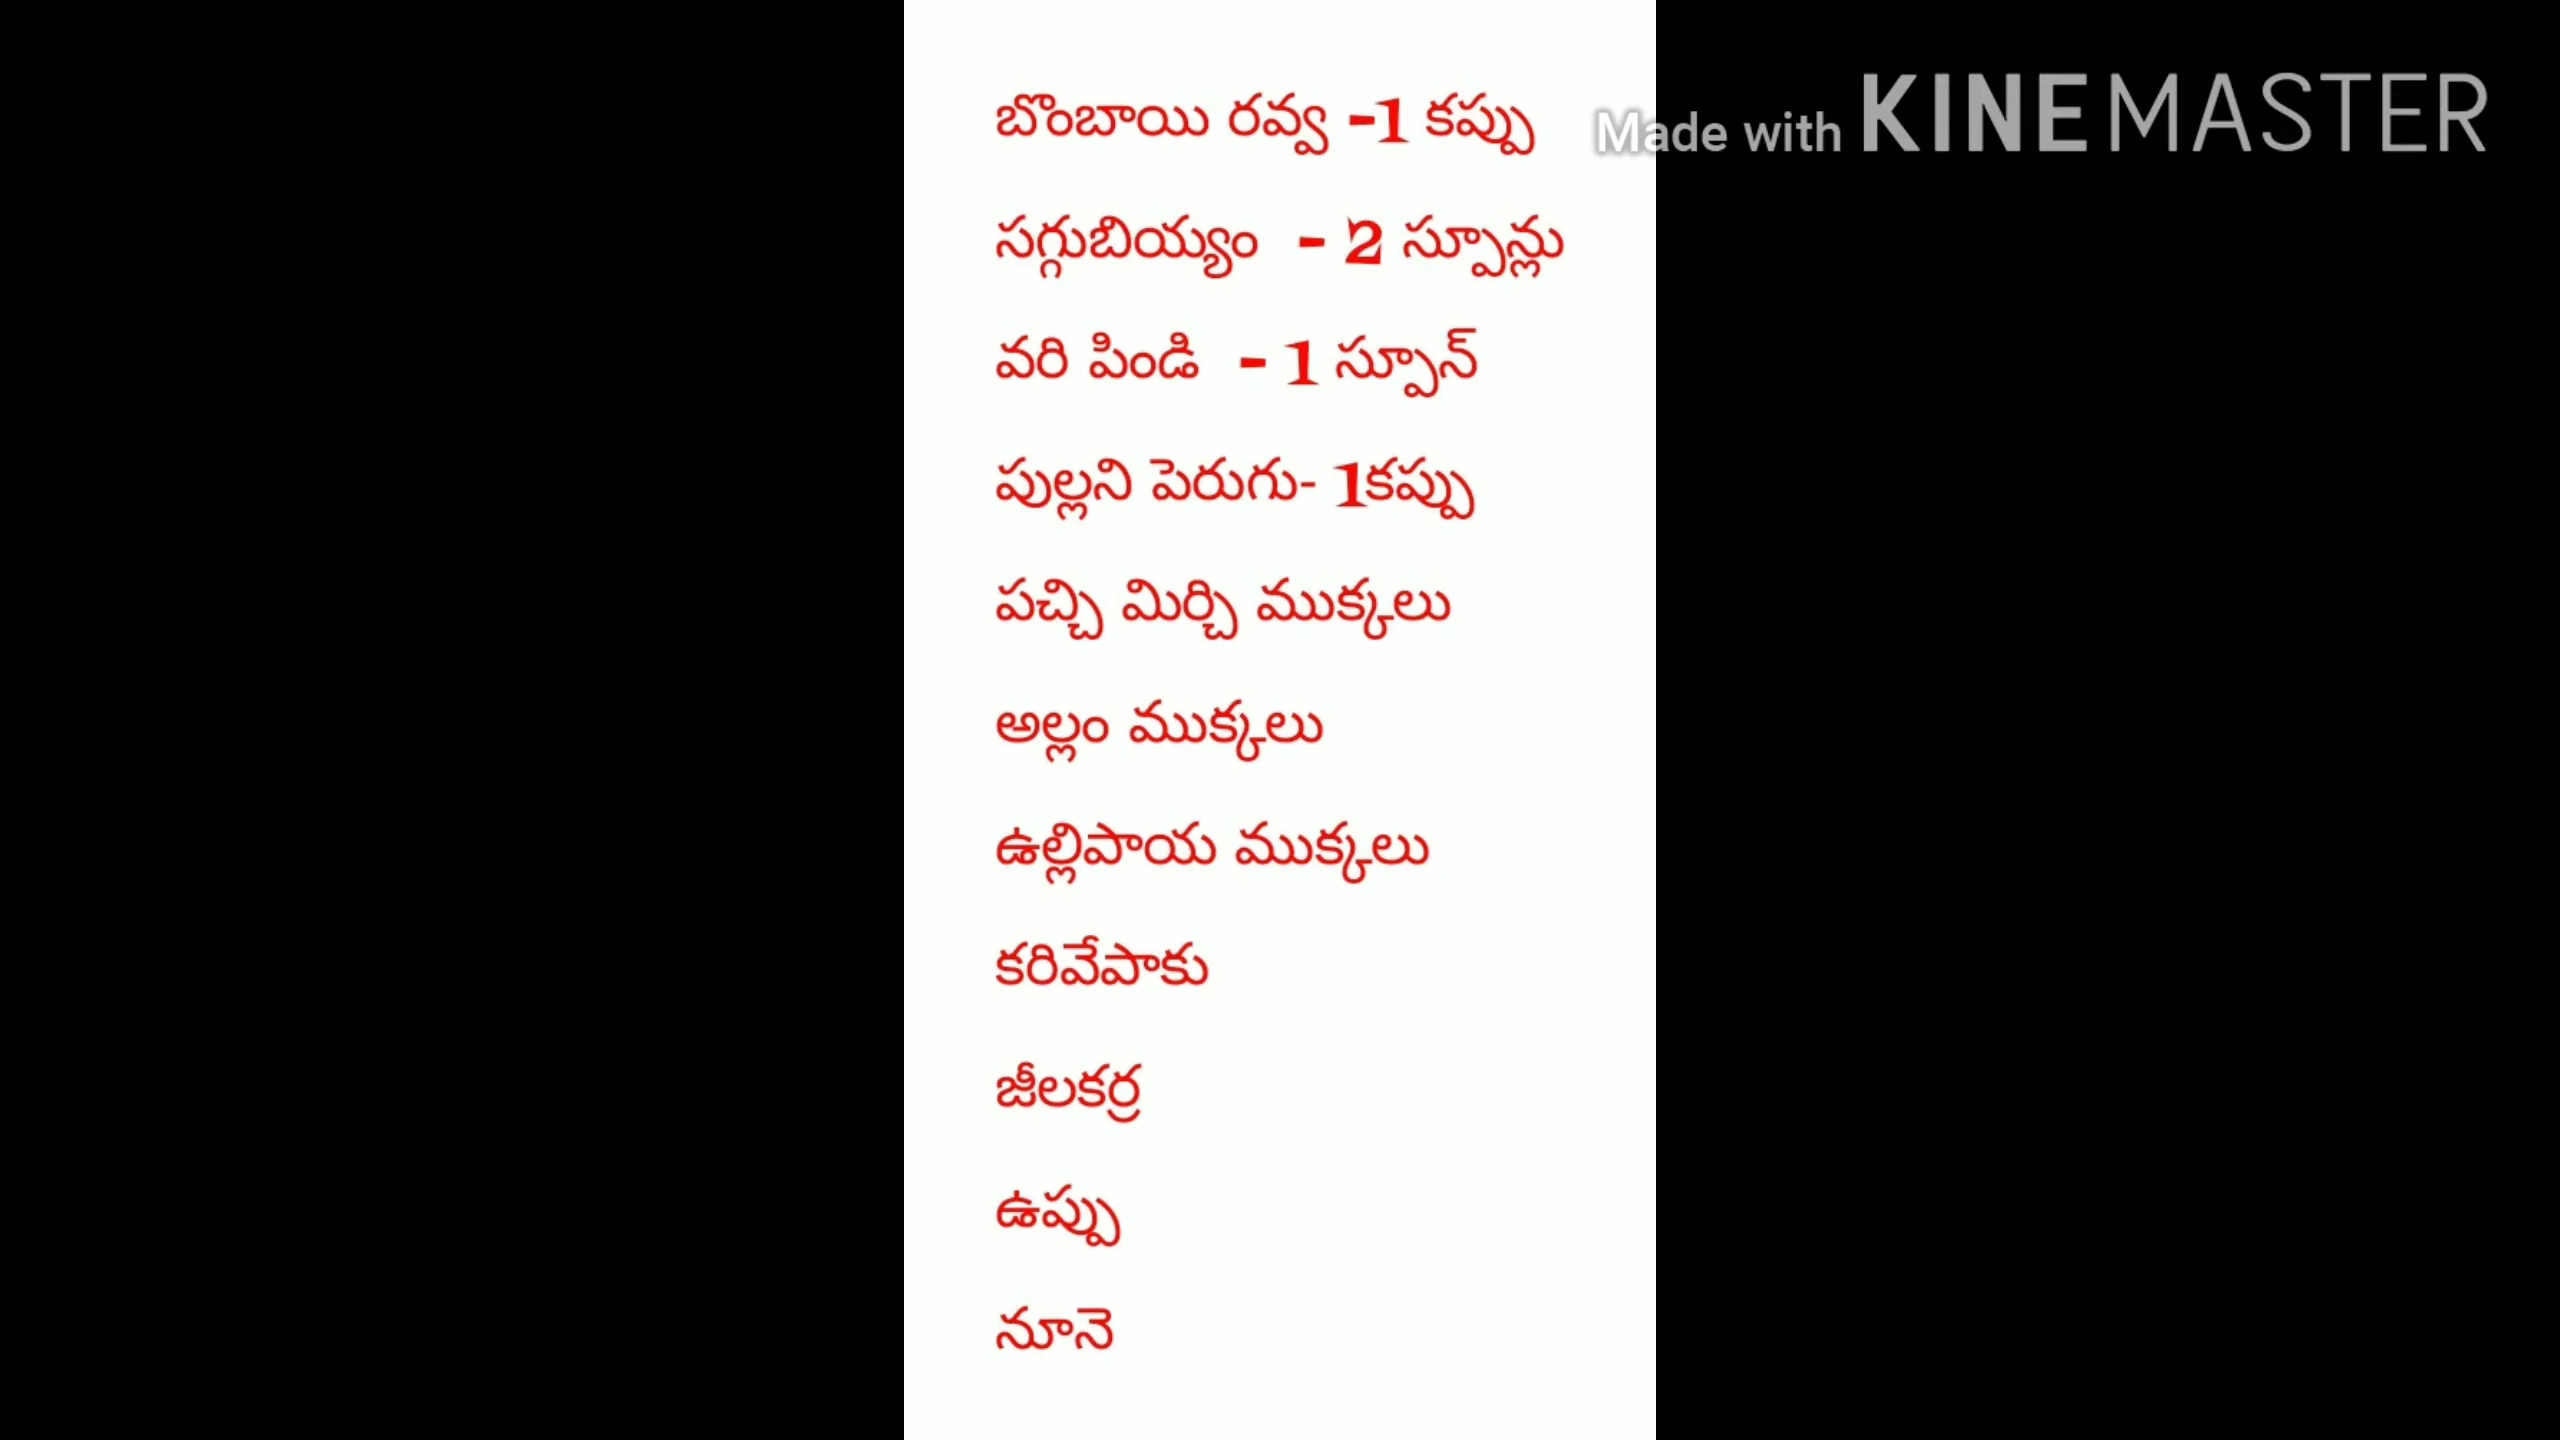 బొంబాయి రవ్వ -1 కప్పు
Made with KINEMASTER
సగ్గుబియ్యం - 2 స్పూన్లు
వరి పిండి - 1 స్పూన్
పుల్లని పెరుగు- 1కప్పు
పచ్చి మిర్చి ముక్కలు
అల్లం ముక్కలు
ఉల్లిపాయ ముక్కలు
కరివేపాకు
జీలకర్ర
ఉప్పు
నూనె